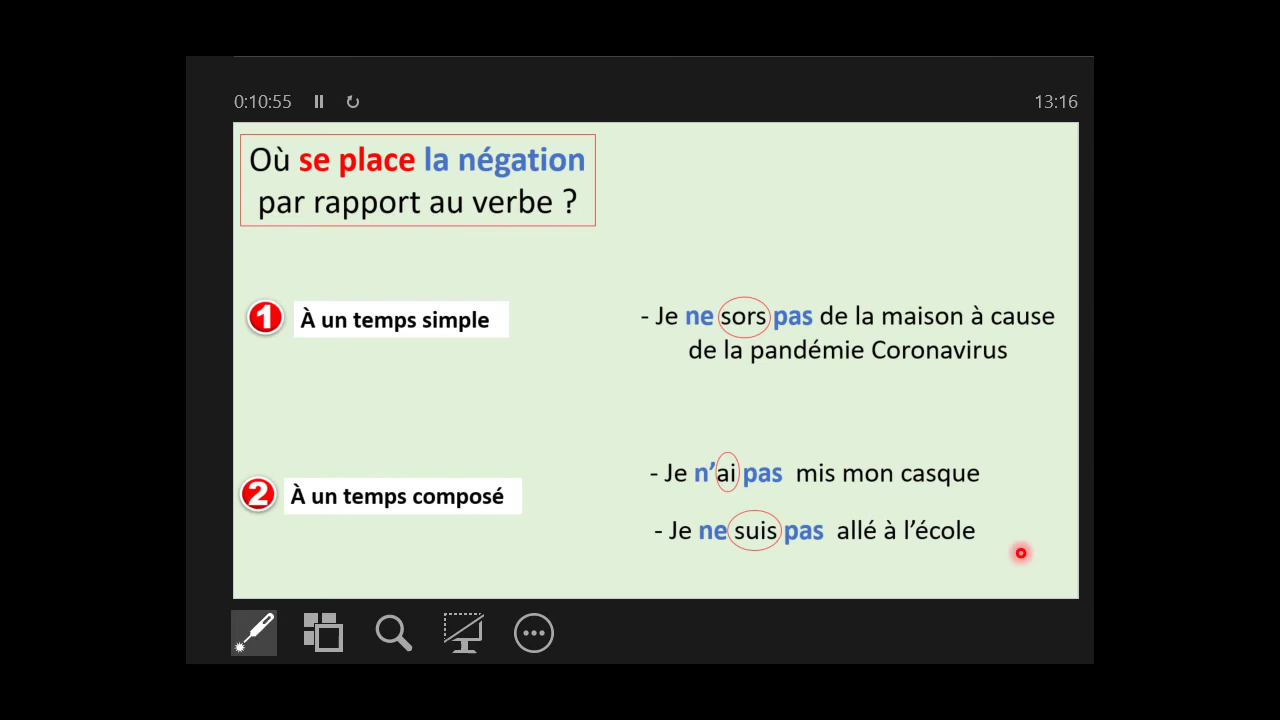 0:10:55
13:16
Où se place la négation
par rapport au verbe ?
1 À un temps simple
- Je ne sors pas de la maison à cause
de la pandémie Coronavirus
2 À un temps composé
- Je n’ai pas mis mon casque
- Je ne suis pas allé à l’école